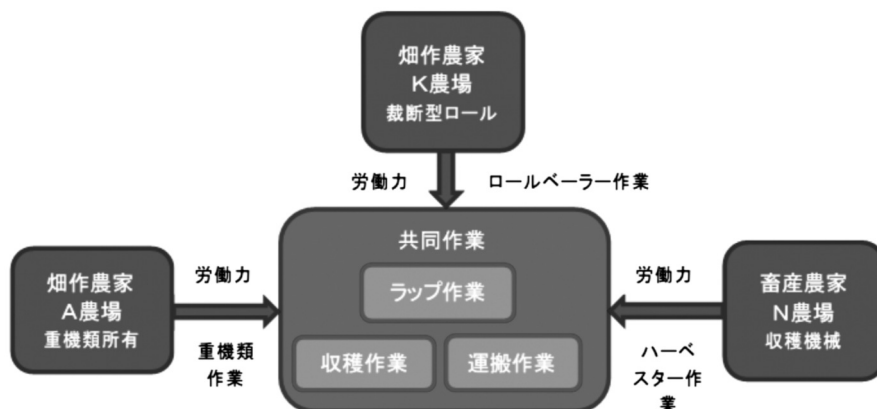 畑作農家
K農場
裁断型ロール
労働力
ロールベーラー作業
共同作業
ラップ作業
収穫作業
運搬作業
畑作農家
A農場
重機類所有
労働力
重機類
作業
労働力
ハーベ
スター作
業
畜産農家
N農場
収穫機械